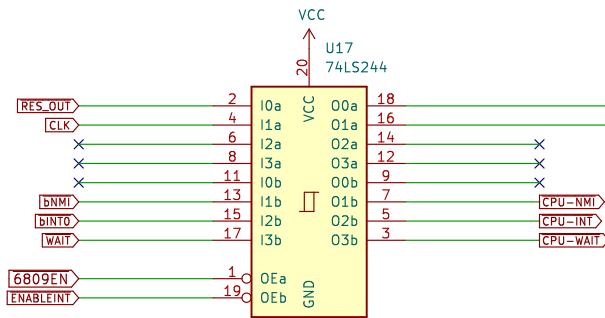 VCC
U17
74LS244
20
VCC
RES_OUT 2 I0a O0a 18
CLK 4 I1a O1a 16
6 I2a O2a 14
8 I3a O3a 12
11 I0b O0b 9
bNMI 13 I1b O1b 7 CPU-NMI
bINT0 15 I2b O2b 5 CPU-INT
WAIT 17 I3b O3b 3 CPU-WAIT
6809EN 1 OEa
ENABLEINT 19 OEb
GND